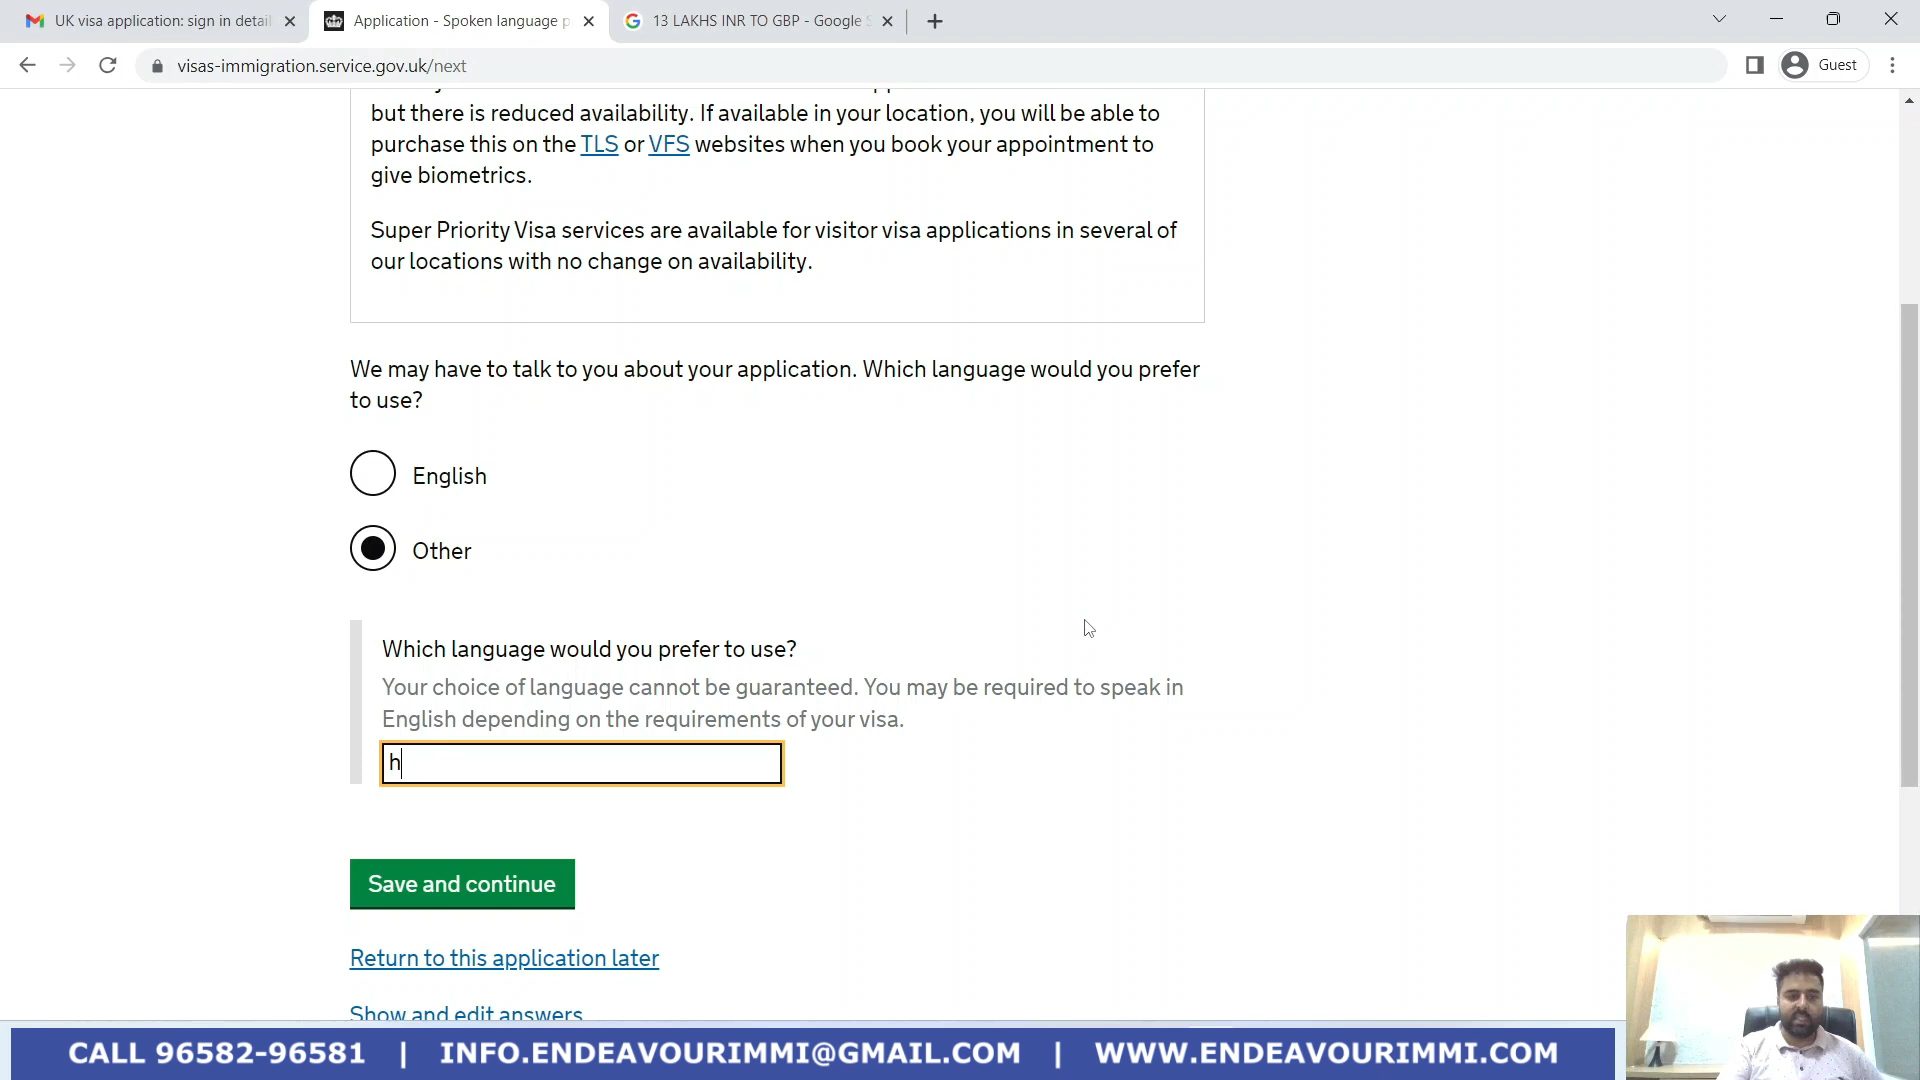 UK visa application: sign in detail
Application - Spoken language p
13 LAKHS INR TO GBP - Google S
visas-immigration.service.gov.uk/next
Guest
but there is reduced availability. If available in your location, you will be able to
purchase this on the TLS or VFS websites when you book your appointment to
give biometrics.
Super Priority Visa services are available for visitor visa applications in several of
our locations with no change on availability.
We may have to talk to you about your application. Which language would you prefer
to use?
English
Other
Which language would you prefer to use?
Your choice of language cannot be guaranteed. You may be required to speak in
English depending on the requirements of your visa.
h
Save and continue
Return to this application later
Show and edit answers
CALL 96582-96581 | INFO.ENDEAVOURIMMI@GMAIL.COM | WWW.ENDEAVOURIMMI.COM